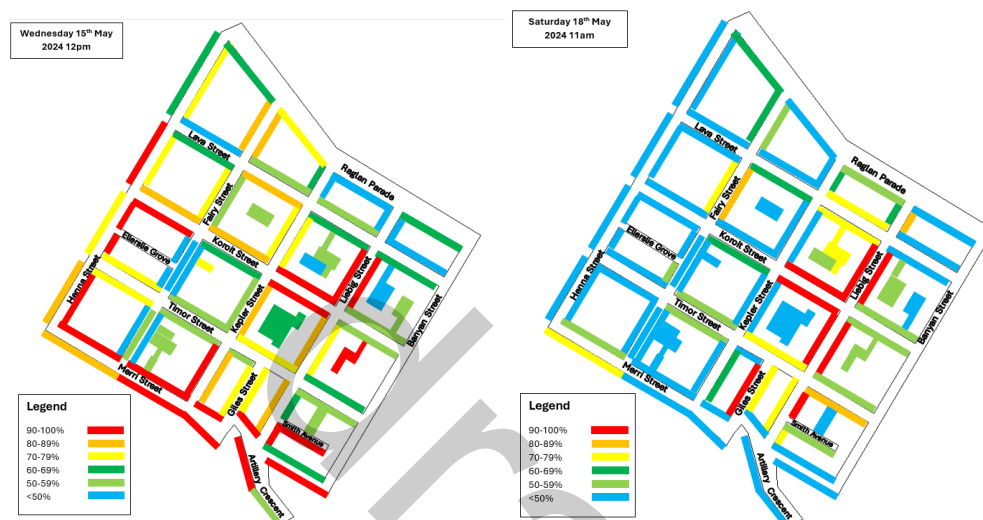 Wednesday 15th May
2024 12pm
Lava Street
Raglan Parade
Fairy Street
Koroit Street
Ellerslie Grove
Henna Street
Liebig Street
Kepler Street
Timor Street
Banyan Street
Merri Street
Giles Street
Smith Avenue
Artillery Crescent
Legend
90-100%
80-89%
70-79%
60-69%
50-59%
<50%
Saturday 18th May
2024 11am
Lava Street
Raglan Parade
Fairy Street
Koroit Street
Ellerslie Grove
Henna Street
Liebig Street
Kepler Street
Timor Street
Banyan Street
Merri Street
Giles Street
Smith Avenue
Artillery Crescent
Legend
90-100%
80-89%
70-79%
60-69%
50-59%
<50%